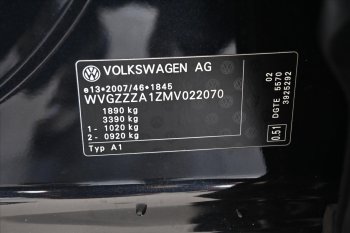 VOLKSWAGEN AG
e13*2007/46*1845
WVGZZZA1ZMV022070
1890 kg
3390 kg
1- 1020 kg
2- 0920 kg
Typ A1
02
DGTE 5570
3925292
0.51